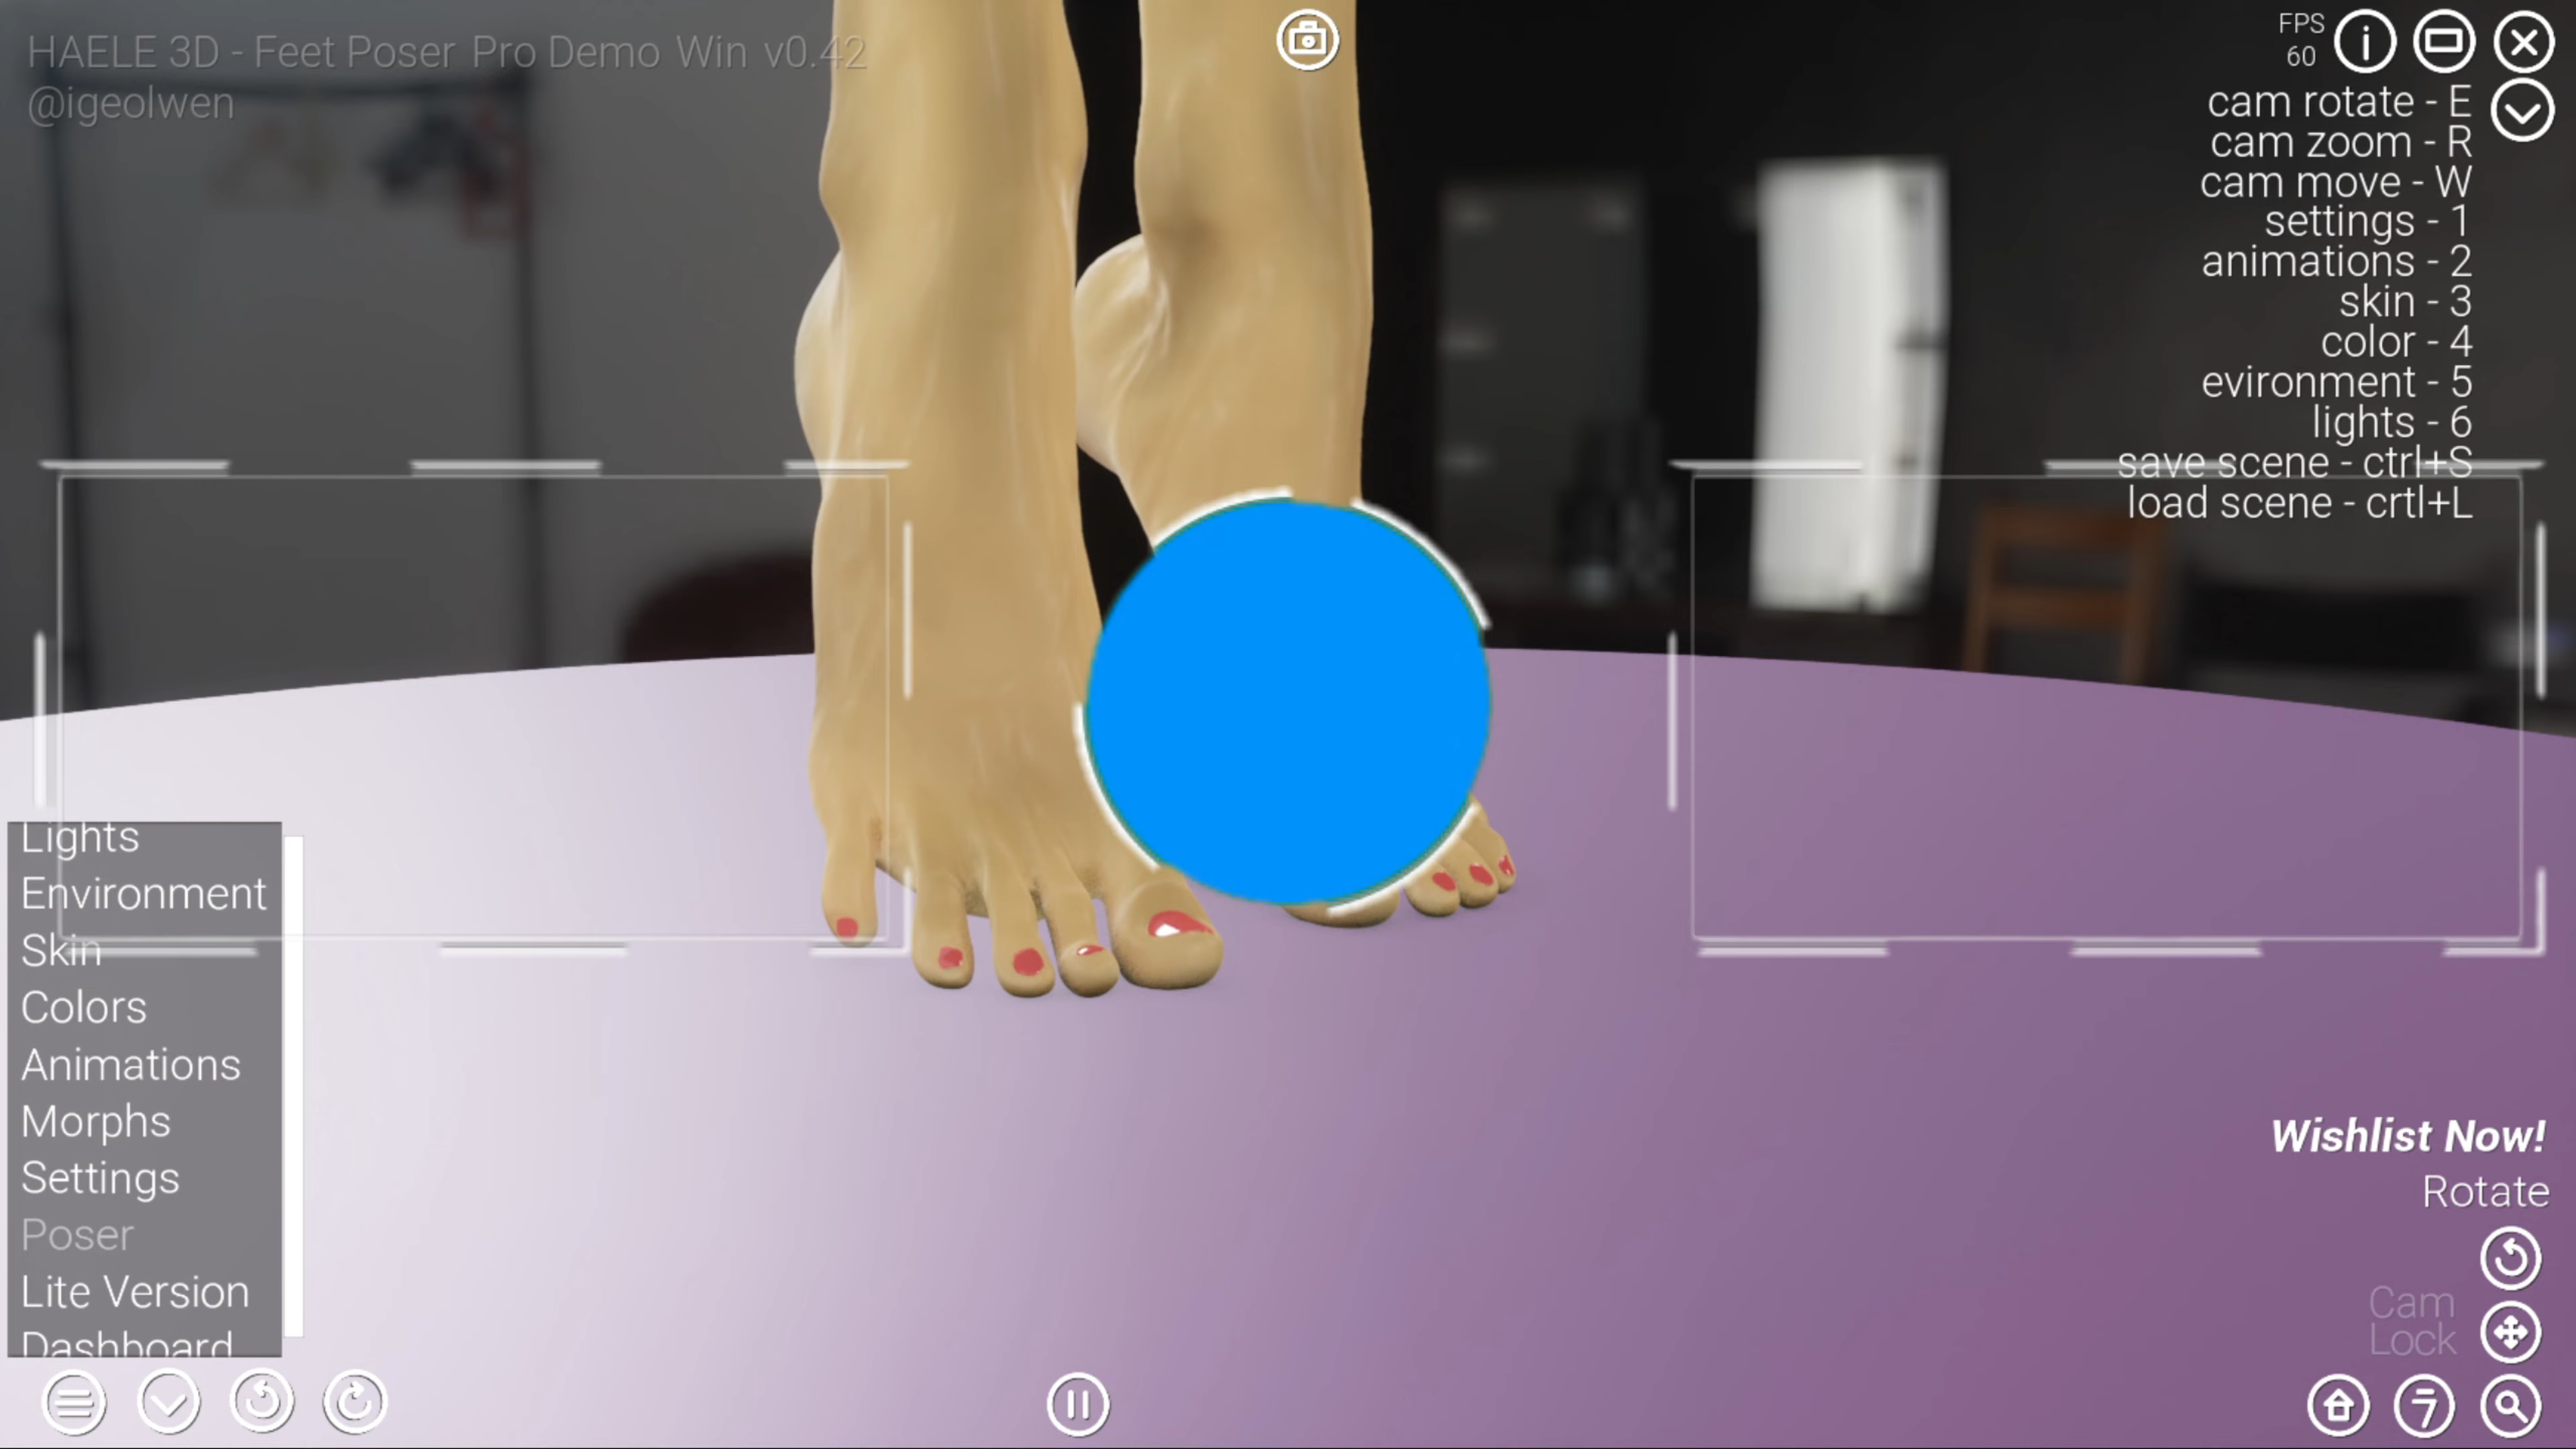 HAELE 3D - Feet Poser Pro Demo Win v0.42
@igeolwen
FPS
60
cam rotate - E
cam zoom - R
cam move - W
settings - 1
animations - 2
skin - 3
color - 4
evironment - 5
lights - 6
save scene - ctrl+S
load scene - crtl+L
Lights
Environment
Skin
Colors
Animations
Morphs
Settings
Poser
Lite Version
Dashboard
Wishlist Now!
Rotate
Cam
Lock